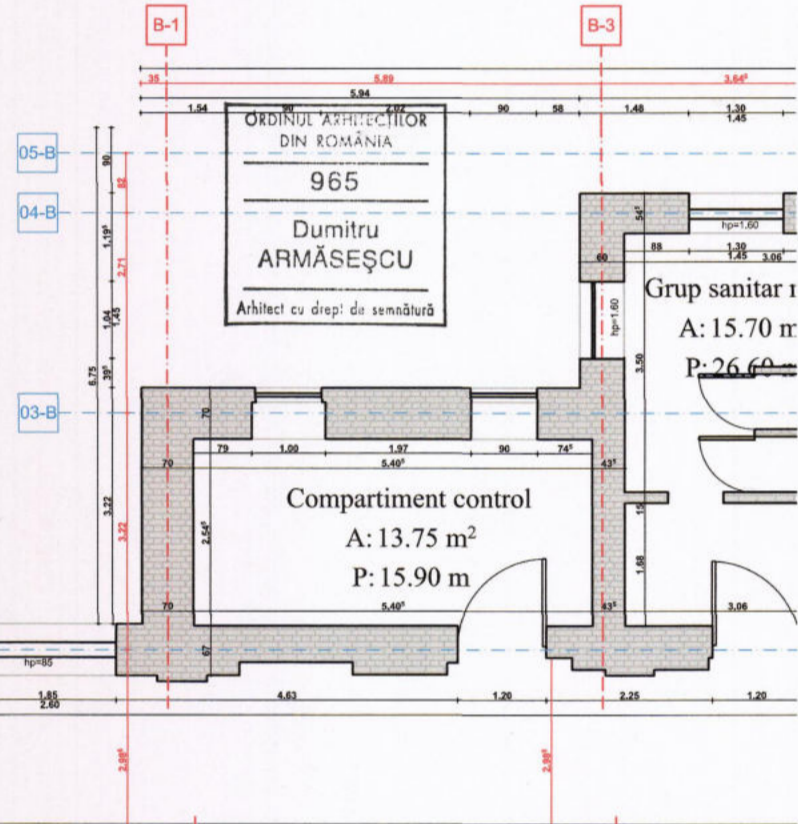 B-1
B-3
35
5.89
3.64⁵
5.94
1.54
90
2.02
90
58
1.48
1.30
1.45
ORDINUL ARHITECȚILOR
DIN ROMÂNIA
965
Dumitru
ARMĂSEȘCU
Arhitect cu drept de semnătură
05-B
04-B
03-B
90
82
1.19⁵
2.71
1.04
1.45
39⁵
6.75
3.22
3.22
54⁵
hp=1.60
88
1.30
1.45
3.06
60
hp=1.60
3.50
Grup sanitar
A: 15.70
P: 26.60
70
79
1.00
1.97
90
74⁵
70
5.40⁵
43⁵
Compartiment control
A: 13.75 m²
P: 15.90 m
2.54⁵
15
1.68
70
5.40⁵
43⁵
3.06
67
hp=85
1.85
2.60
4.63
1.20
2.25
1.20
2.98⁵
2.98⁵